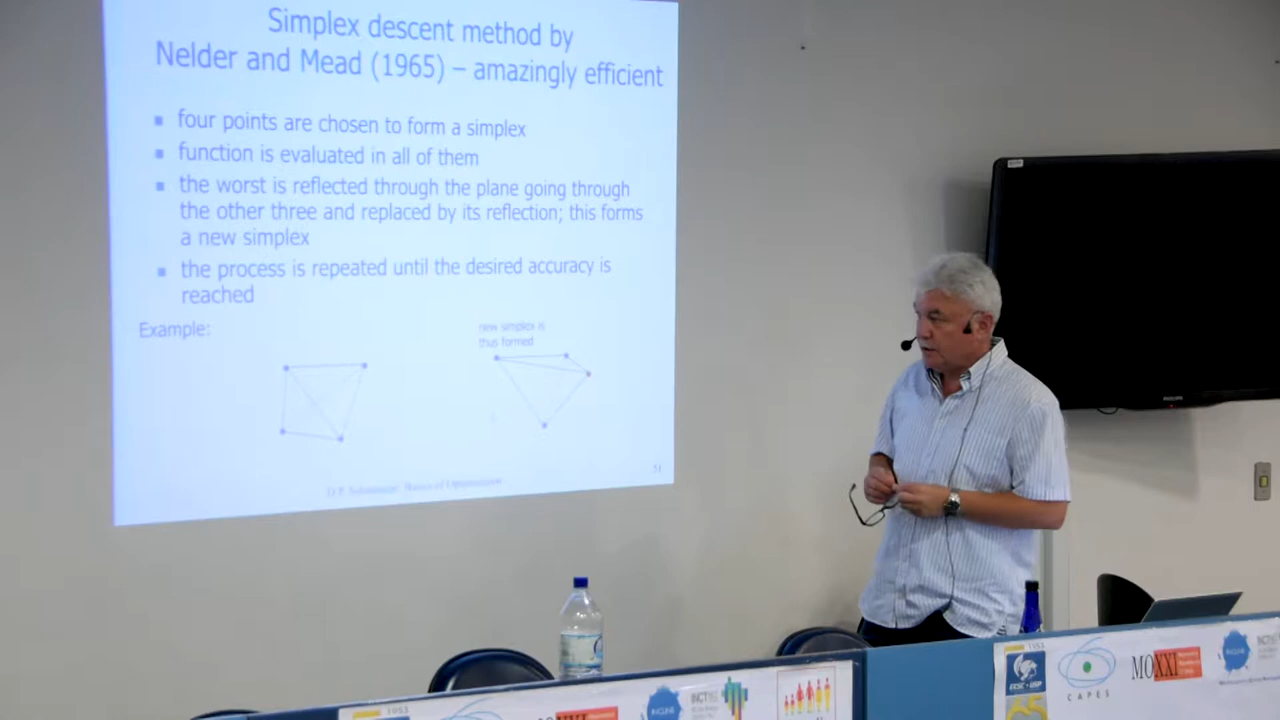 Simplex descent method by
Nelder and Mead (1965) – amazingly efficient
four points are chosen to form a simplex
function is evaluated in all of them
the worst is reflected through the plane going through
the other three and replaced by its reflection; this forms
a new simplex
the process is repeated until the desired accuracy is
reached
Example:
new simplex is
thus formed
51
PHILIPS
1953
CAPES
MOXXI
1953